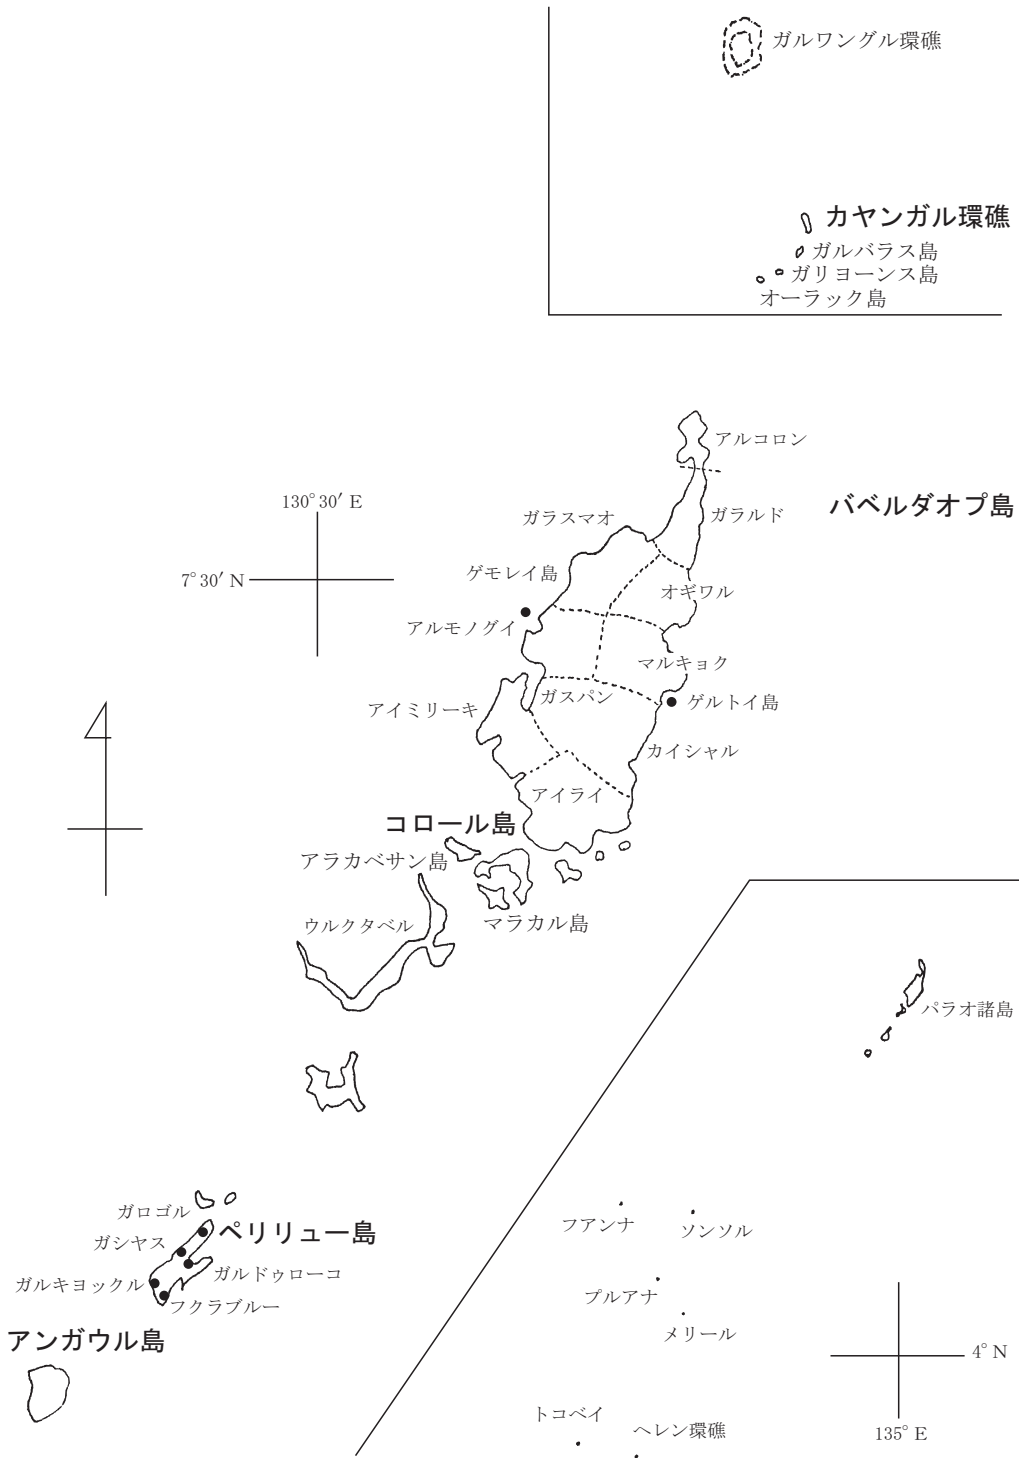 ガルワングル環礁
カヤンガル環礁
ガルバラス島
ガリヨーンス島
オーラック島
アルコロン
130° 30′ E
バベルダオプ島
ガラスマオ
ガラルド
7° 30′ N
ゲモレイ島
オギワル
アルモノグイ
マルキョク
ガスパン
ゲルトイ島
アイミリーキ
カイシャル
アイライ
コロール島
アラカベサン島
マラカル島
ウルクタベル
パラオ諸島
ガロゴル
ペリリュー島
ガシヤス
ガルドゥローコ
ガルキヨックル
フクラブルー
アンガウル島
フアンナ
ソンソル
プルアナ
メリール
4° N
トコベイ
ヘレン環礁
135° E